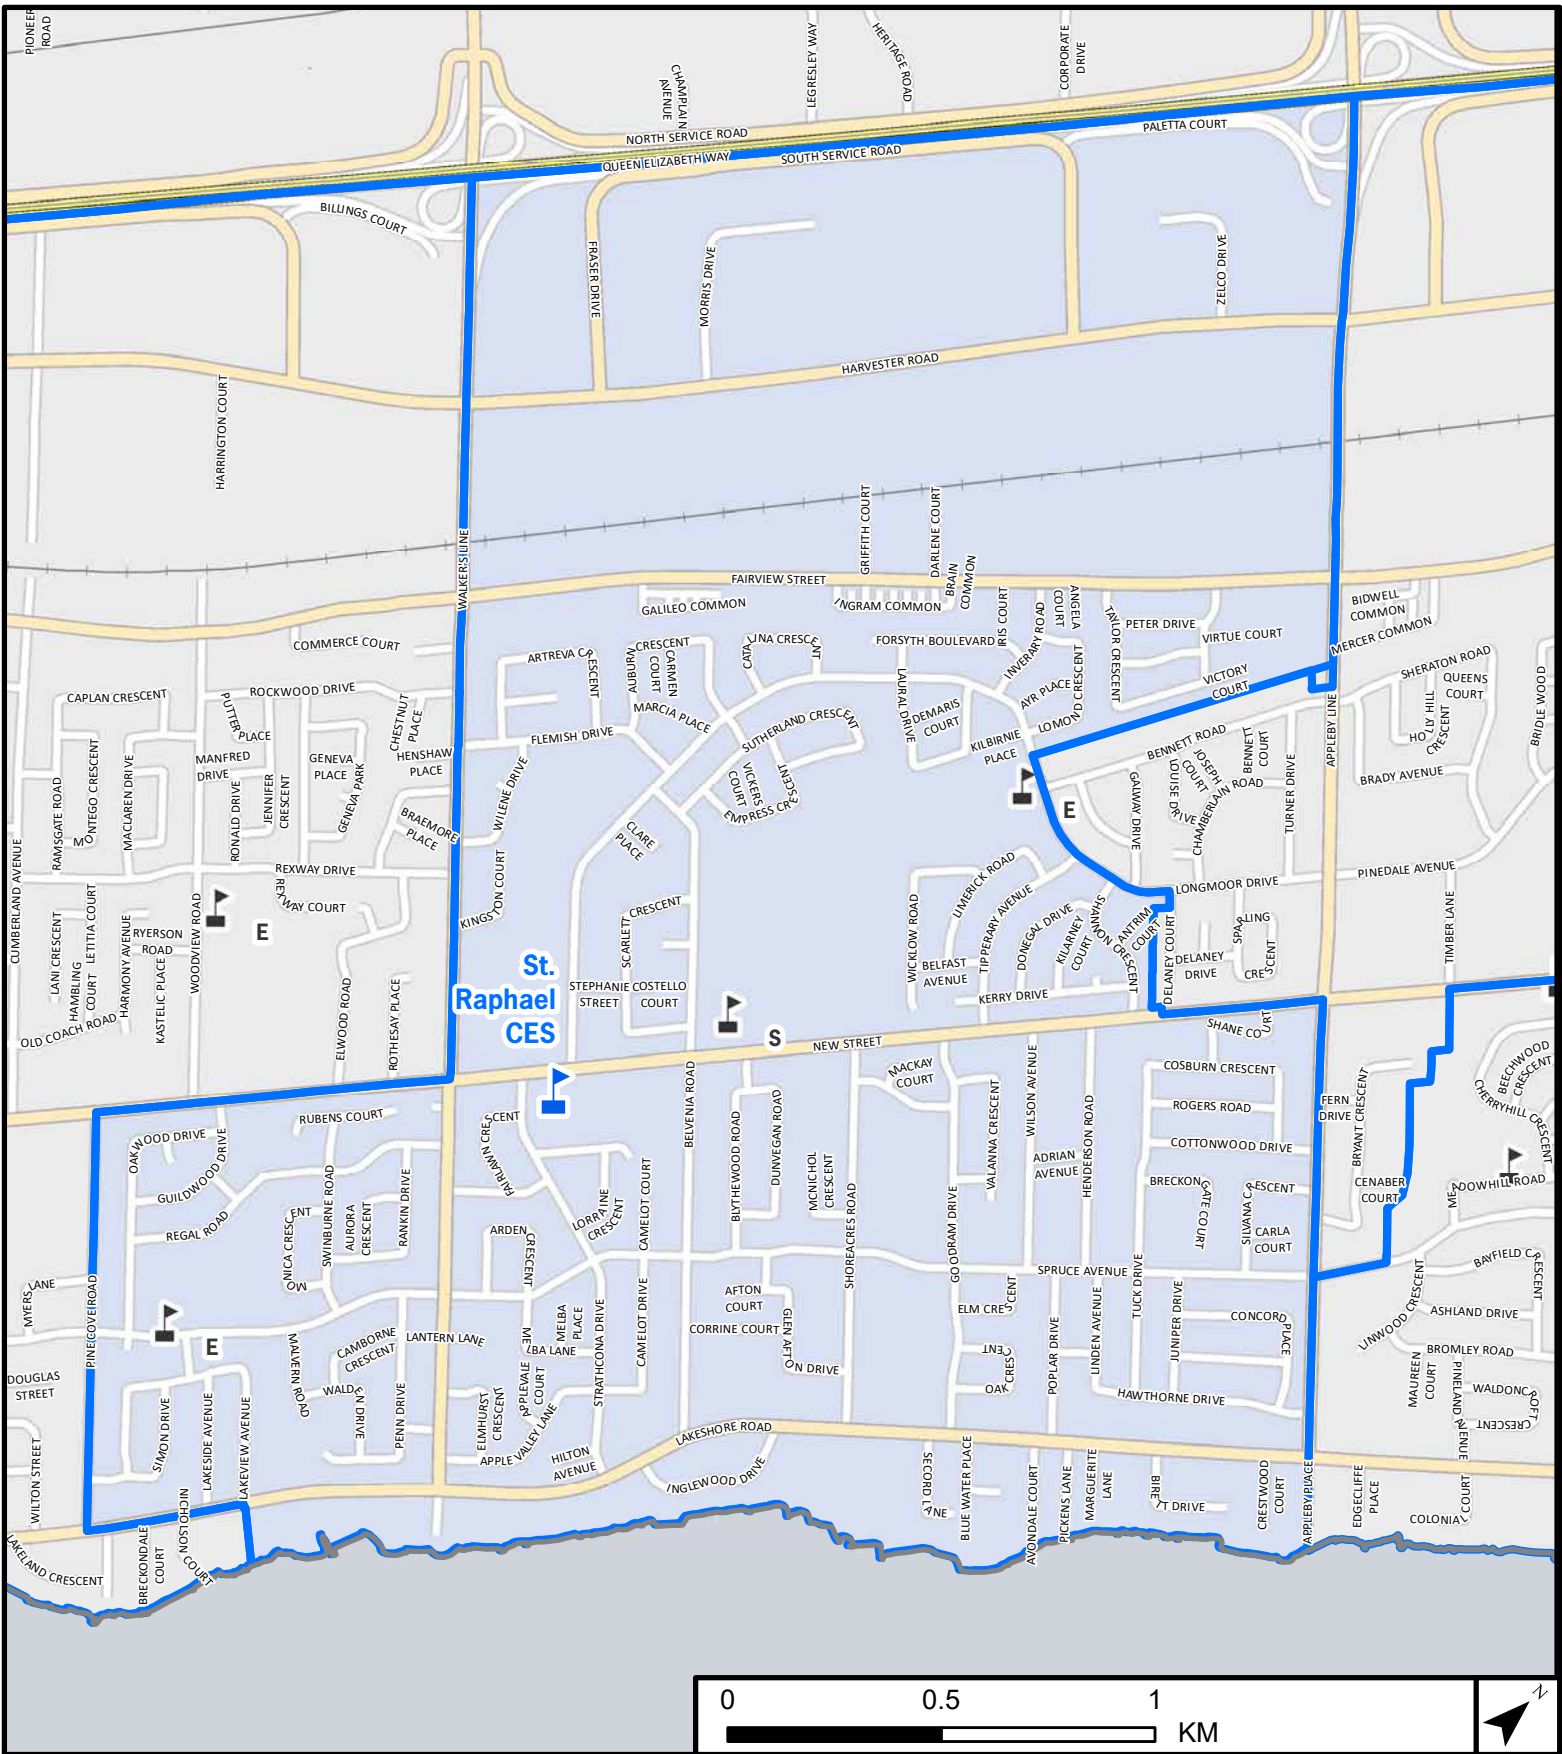 PIONEER
ROAD
CHAMPLAIN
AVENUE
LEGRESLEY WAY
HERITAGE ROAD
CORPORATE
DRIVE
NORTH SERVICE ROAD
QUEEN ELIZABETH WAY
SOUTH SERVICE ROAD
PALETTA COURT
BILLINGS COURT
FRASER DRIVE
MORRIS DRIVE
ZELCO DRIVE
HARVESTER ROAD
HARRINGTON COURT
WALKER'S LINE
GRIFFITH COURT
DARLENE COURT
BRAIN
COMMON
FAIRVIEW STREET
GALILEO COMMON
INGRAM COMMON
IRIS COURT
INVERARY ROAD
ANGELA
COURT
TAYLOR CRESCENT
PETER DRIVE
VIRTUE COURT
BIDWELL
COMMON
MERCER COMMON
COMMERCE COURT
ARTREVA CRESCENT
AUBURN CRESCENT
CARMEN
COURT
CATALINA CRESCENT
FORSYTH BOULEVARD
LAURAL DRIVE
DEMARIS
COURT
AYR PLACE
LOMOND CRESCENT
VICTORY
COURT
SHERATON ROAD
QUEENS
COURT
HOLLY HILL
CRESCENT
BRIDLE WOOD
CAPLAN CRESCENT
ROCKWOOD DRIVE
PUTTER
PLACE
CHESTNUT
PLACE
MARCIA PLACE
FLEMISH DRIVE
SUTHERLAND CRESCENT
KILBIRNIE
PLACE
BENNETT ROAD
BENNETT
COURT
APPLEBY LINE
BRADY AVENUE
MANFRED
DRIVE
GENEVA
PLACE
HENSHAW
PLACE
GENEVA PARK
JENNIFER
CRESCENT
RONALD DRIVE
MACLAREN DRIVE
MONTEGO CRESCENT
RAMSGATE ROAD
CUMBERLAND AVENUE
BRAEMORE
PLACE
WILENE DRIVE
VICKERS
COURT
EMPRESS CRESCENT
CLARE
PLACE
E
GALWAY DRIVE
LOUISE DRIVE
JOSEPH
COURT
CHAMBERLAIN ROAD
TURNER DRIVE
REXWAY DRIVE
REXWAY COURT
KINGSTON COURT
LIMERICK ROAD
TIPPERARY AVENUE
WICKLOW ROAD
LONGMOOR DRIVE
PINEDALE AVENUE
TIMBER LANE
LANI CRESCENT
HAMBLING
COURT
LETITIA COURT
HARMONY AVENUE
RYERSON
ROAD
KASTELIC PLACE
WOODVIEW ROAD
E
OLD COACH ROAD
ELWOOD ROAD
ROTHESAY PLACE
SCARLETT CRESCENT
STEPHANIE
STREET
COSTELLO
COURT
BELFAST
AVENUE
DONEGAL DRIVE
KILARNEY
COURT
SHANNON CRESCENT
ANTRIM
COURT
DELANEY COURT
DELANEY
DRIVE
SPARLING
CRESCENT
KERRY DRIVE
St.
Raphael
CES
S
NEW STREET
SHANE COURT
MACKAY
COURT
COSBURN CRESCENT
ROGERS ROAD
COTTONWOOD DRIVE
FERN
DRIVE
BRYANT CRESCENT
BEECHWOOD
CRESCENT
CHERRYHILL CRESCENT
RUBENS COURT
OAKWOOD DRIVE
GUILDWOOD DRIVE
REGAL ROAD
FAIRLAWN CRESCENT
BELVENIA ROAD
BLYTHEWOOD ROAD
DUNVEGAN ROAD
MCNICHOL
CRESCENT
SHOREACRES ROAD
VALANNA CRESCENT
WILSON AVENUE
ADRIAN
AVENUE
HENDERSON ROAD
BRECKONGATE COURT
SILVANA CRESCENT
CARLA
COURT
CENABER
COURT
MEADOWHILL ROAD
SWINBURNE ROAD
AURORA
CRESCENT
RANKIN DRIVE
MONICA CRESCENT
ARDEN
CRESCENT
LORRAINE
CRESCENT
CAMELOT COURT
GOODRAM DRIVE
SPRUCE AVENUE
TUCK DRIVE
BAYFIELD CRESCENT
MYERS LANE
PINE COVE ROAD
E
AFTON
COURT
CORRINE COURT
GLEN AFTON DRIVE
ELM CRESCENT
OAK CRESCENT
POPLAR DRIVE
LINDEN AVENUE
JUNIPER DRIVE
CONCORD PLACE
LINWOOD CRESCENT
ASHLAND DRIVE
BROMLEY ROAD
MAUREEN
COURT
PINELAND AVENUE
WALDON CROFT
CRESCENT
DOUGLAS
STREET
CAMBORNE
CRESCENT
LANTERN LANE
MALVERN ROAD
WALDEN DRIVE
PENN DRIVE
MELBA
PLACE
MELBA LANE
STRATHCONA DRIVE
CAMELOT DRIVE
APPLEVALE
COURT
ELMHURST
CRESCENT
APPLE VALLEY LANE
HILTON
AVENUE
HAWTHORNE DRIVE
LAKESHORE ROAD
INGLEWOOD DRIVE
SIMON DRIVE
LAKESIDE AVENUE
LAKEVIEW AVENUE
WILTON STREET
LAKELAND CRESCENT
BRECKONDALE
COURT
NICHOLSON
COURT
SECORD LANE
BLUE WATER PLACE
AVONDALE COURT
PICKENS LANE
MARGUERITE
LANE
BIRETT DRIVE
CRESTWOOD
COURT
APPLEBY PLACE
EDGECLIFFE
PLACE
COLONIAL COURT
0 0.5 1
KM
N